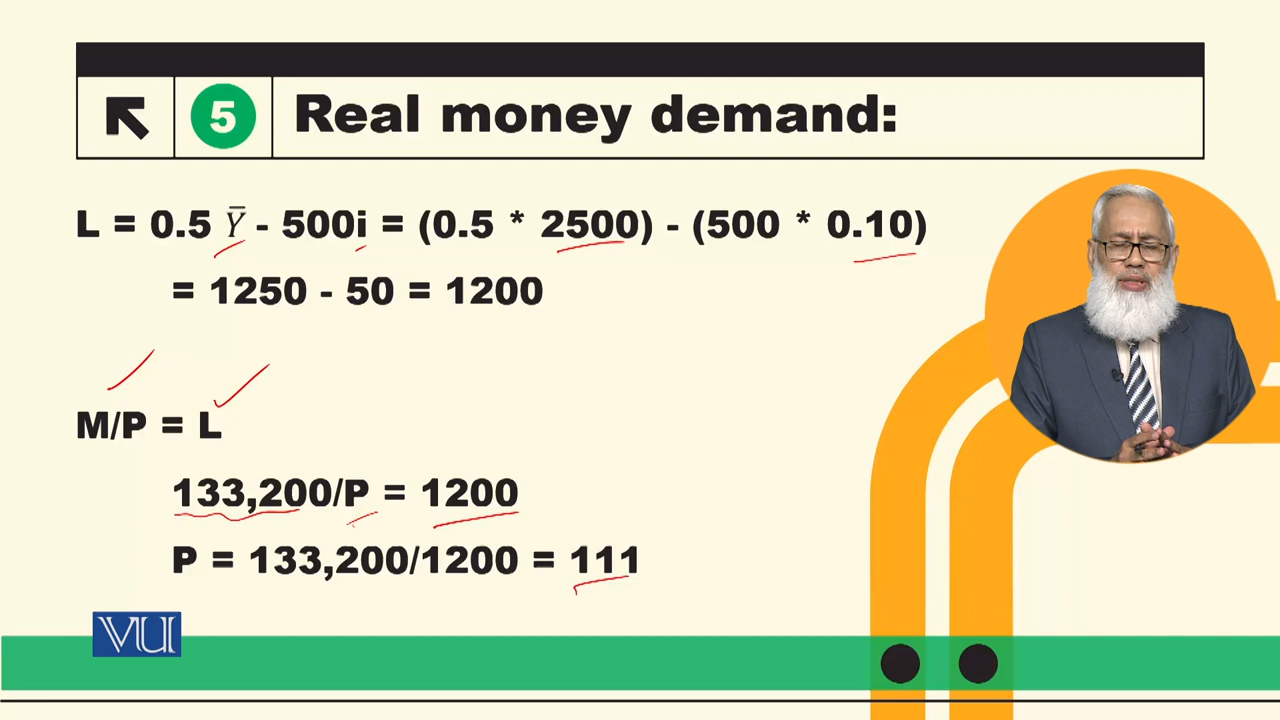 5 Real money demand:
L = 0.5 Ȳ - 500i = (0.5 * 2500) - (500 * 0.10)
= 1250 - 50 = 1200
M/P = L
133,200/P = 1200
P = 133,200/1200 = 111
VU